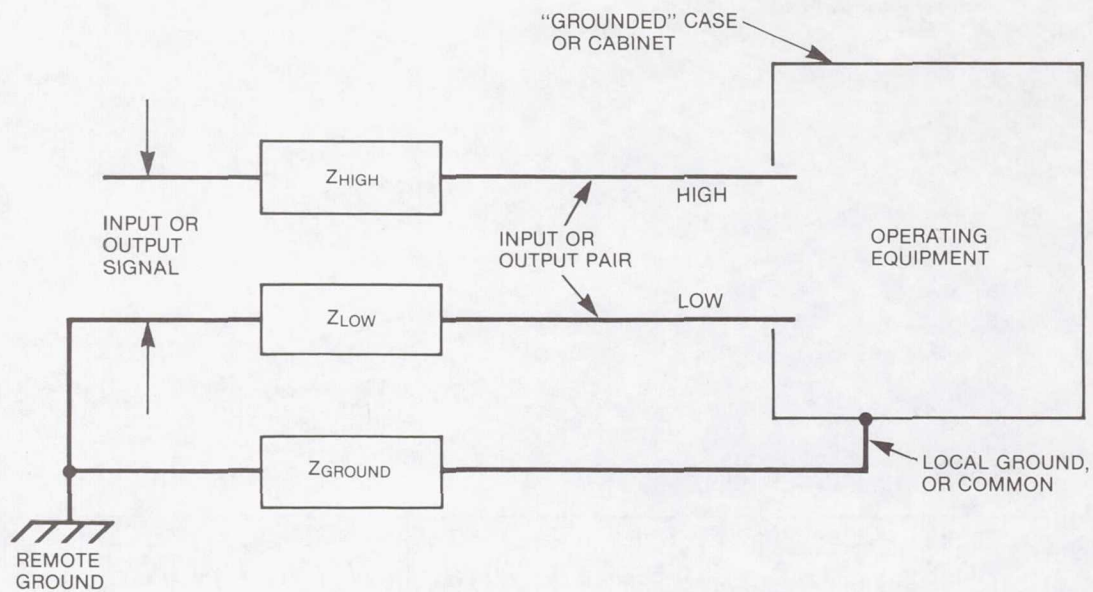 “GROUNDED” CASE
OR CABINET
ZHIGH
HIGH
INPUT OR
OUTPUT
SIGNAL
INPUT OR
OUTPUT PAIR
OPERATING
EQUIPMENT
ZLOW
LOW
ZGROUND
LOCAL GROUND,
OR COMMON
REMOTE
GROUND